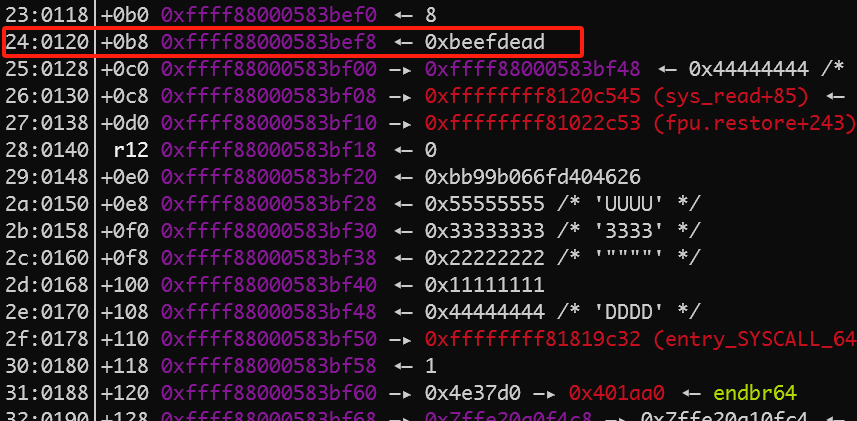 23:0118│+0b0 0xffff88000583bef0 ◂— 8
24:0120│+0b8 0xffff88000583bef8 ◂— 0xbeefdead
25:0128│+0c0 0xffff88000583bf00 —▸ 0xffff88000583bf48 ◂— 0x44444444 /*
26:0130│+0c8 0xffff88000583bf08 —▸ 0xffffffff8120c545 (sys_read+85) ◂—
27:0138│+0d0 0xffff88000583bf10 —▸ 0xffffffff81022c53 (fpu.restore+243)
28:0140│ r12 0xffff88000583bf18 ◂— 0
29:0148│+0e0 0xffff88000583bf20 ◂— 0xbb99b066fd404626
2a:0150│+0e8 0xffff88000583bf28 ◂— 0x55555555 /* 'UUUU' */
2b:0158│+0f0 0xffff88000583bf30 ◂— 0x33333333 /* '3333' */
2c:0160│+0f8 0xffff88000583bf38 ◂— 0x22222222 /* '""""' */
2d:0168│+100 0xffff88000583bf40 ◂— 0x11111111
2e:0170│+108 0xffff88000583bf48 ◂— 0x44444444 /* 'DDDD' */
2f:0178│+110 0xffff88000583bf50 —▸ 0xffffffff81819c32 (entry_SYSCALL_64
30:0180│+118 0xffff88000583bf58 ◂— 1
31:0188│+120 0xffff88000583bf60 —▸ 0x4e37d0 —▸ 0x401aa0 ◂— endbr64
32:0190│+128 0xffff88000583bf68 —▸ 0x7ffe20a0f4c8 —▸ 0x7ffe20a10fc4 ◂—